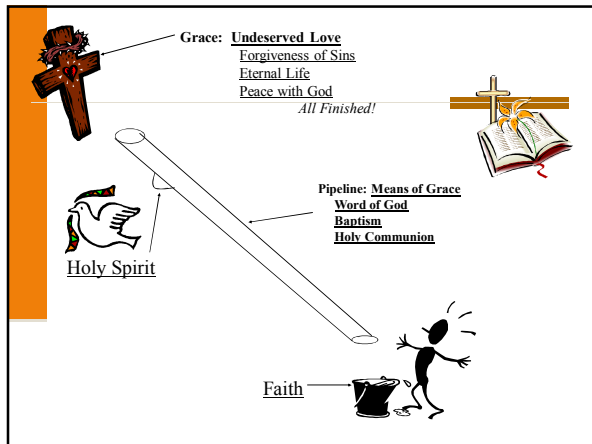 Grace: Undeserved Love
Forgiveness of Sins
Eternal Life
Peace with God
All Finished!
Pipeline: Means of Grace
Word of God
Baptism
Holy Communion
Holy Spirit
Faith